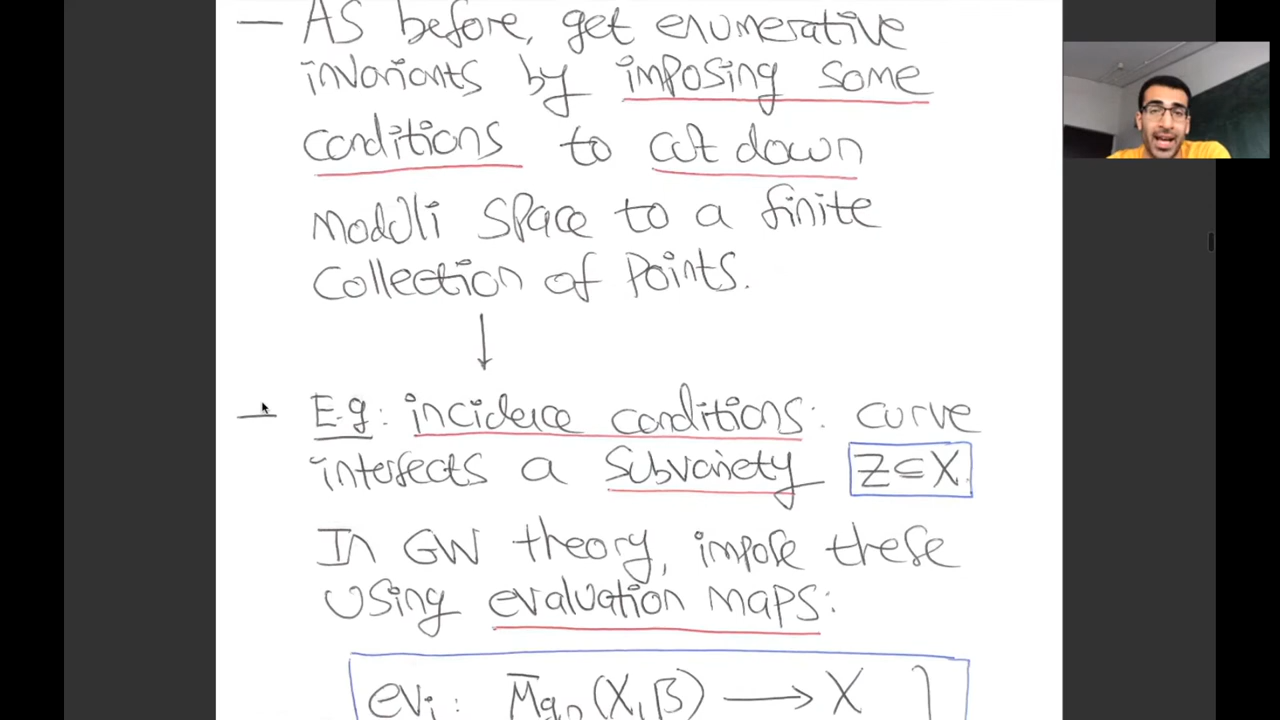 — As before, get enumerative
invariants by imposing some
conditions to cut down
moduli space to a finite
collection of points.
— E.g: incidence conditions: curve
intersects a subvariety Z ⊆ X.
In GW theory, impose these
using evaluation maps:
ev_i : M̄_{g,n}(X,β) ⟶ X